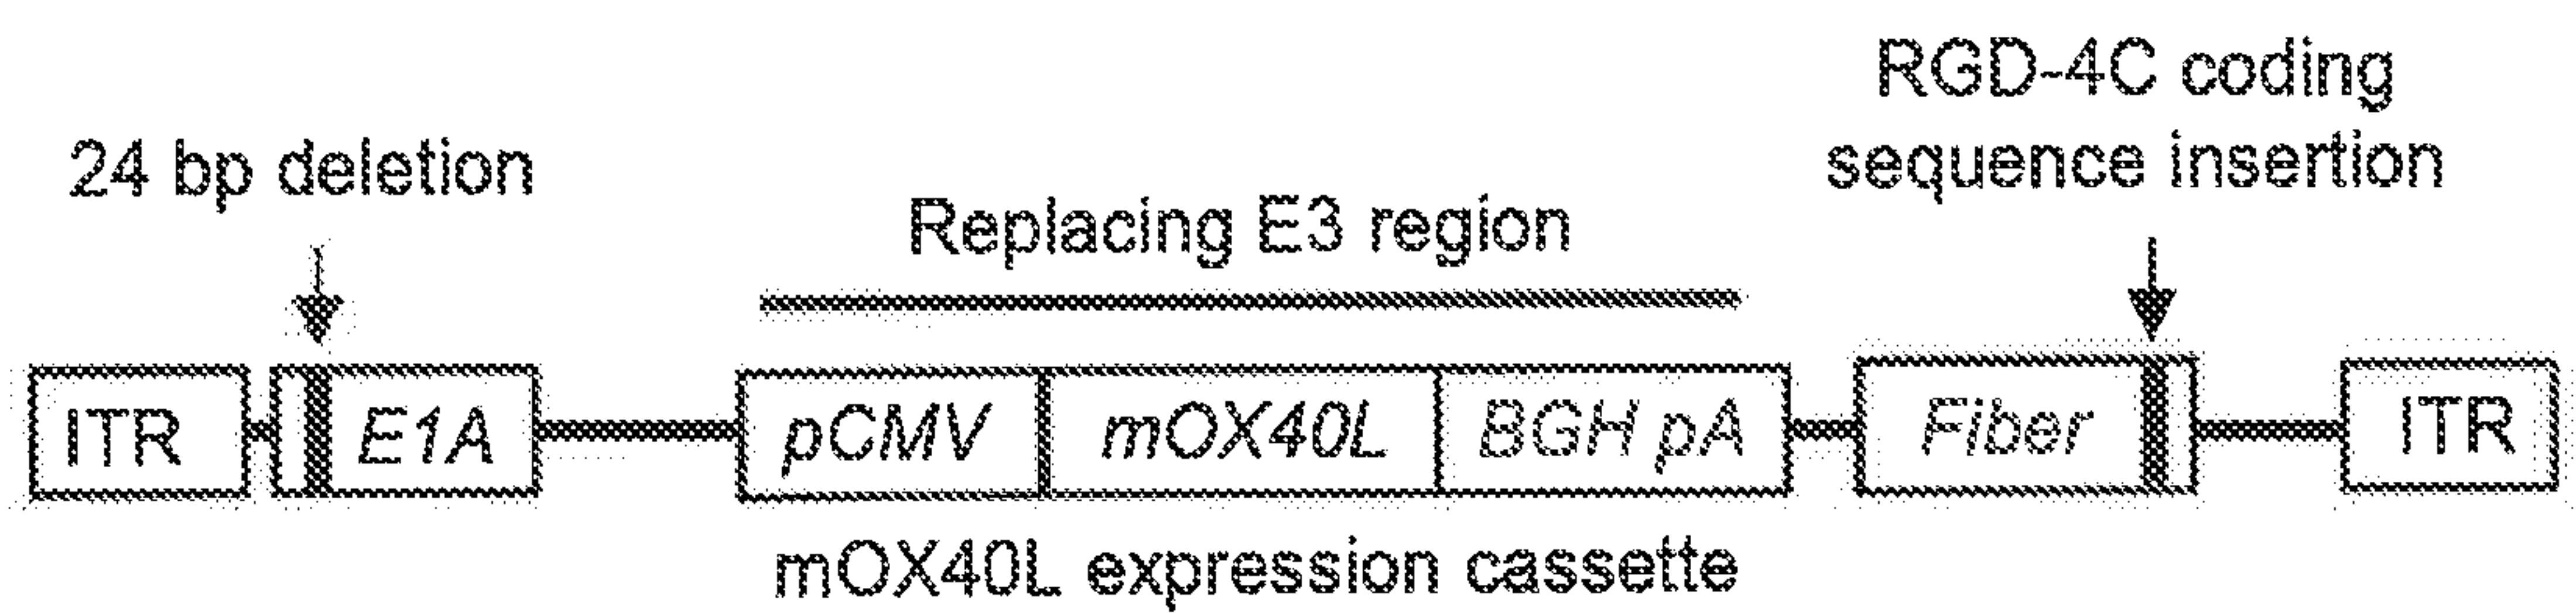 RGD-4C coding
sequence insertion
24 bp deletion
Replacing E3 region
ITR E1A pCMV mOX40L BGH pA Fiber ITR
mOX40L expression cassette